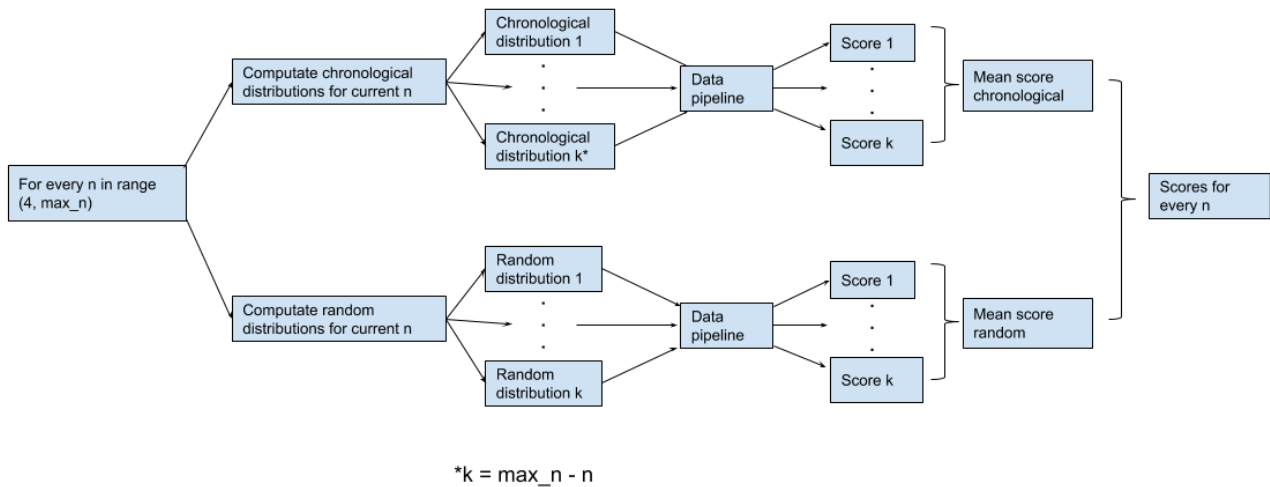 Chronological
distribution 1
Score 1
Computate chronological
distributions for current n
Data
pipeline
Mean score
chronological
Chronological
distribution k*
Score k
For every n in range
(4, max_n)
Scores for
every n
Random
distribution 1
Score 1
Computate random
distributions for current n
Data
pipeline
Mean score
random
Random
distribution k
Score k
*k = max_n - n